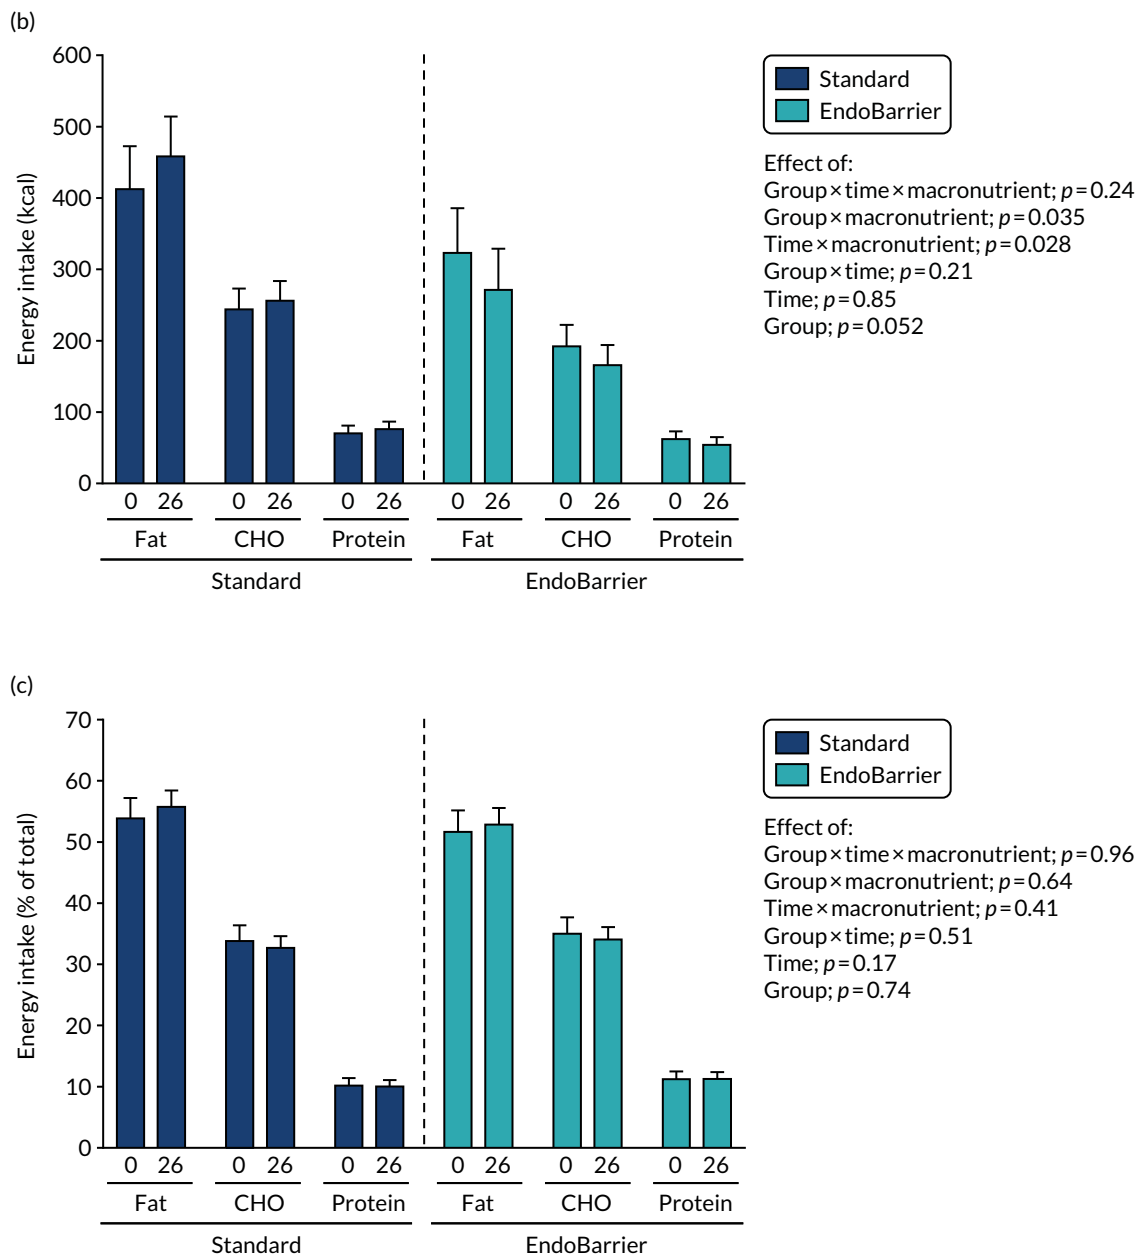 (b)
600
500
400
300
200
100
0
Energy intake (kcal)
0 26 0 26 0 26 0 26 0 26 0 26
Fat CHO Protein Fat CHO Protein
Standard EndoBarrier
Standard
EndoBarrier
Effect of:
Group×time×macronutrient; p=0.24
Group×macronutrient; p=0.035
Time×macronutrient; p=0.028
Group×time; p=0.21
Time; p=0.85
Group; p=0.052
(c)
70
60
50
40
30
20
10
0
Energy intake (% of total)
0 26 0 26 0 26 0 26 0 26 0 26
Fat CHO Protein Fat CHO Protein
Standard EndoBarrier
Standard
EndoBarrier
Effect of:
Group×time×macronutrient; p=0.96
Group×macronutrient; p=0.64
Time×macronutrient; p=0.41
Group×time; p=0.51
Time; p=0.17
Group; p=0.74